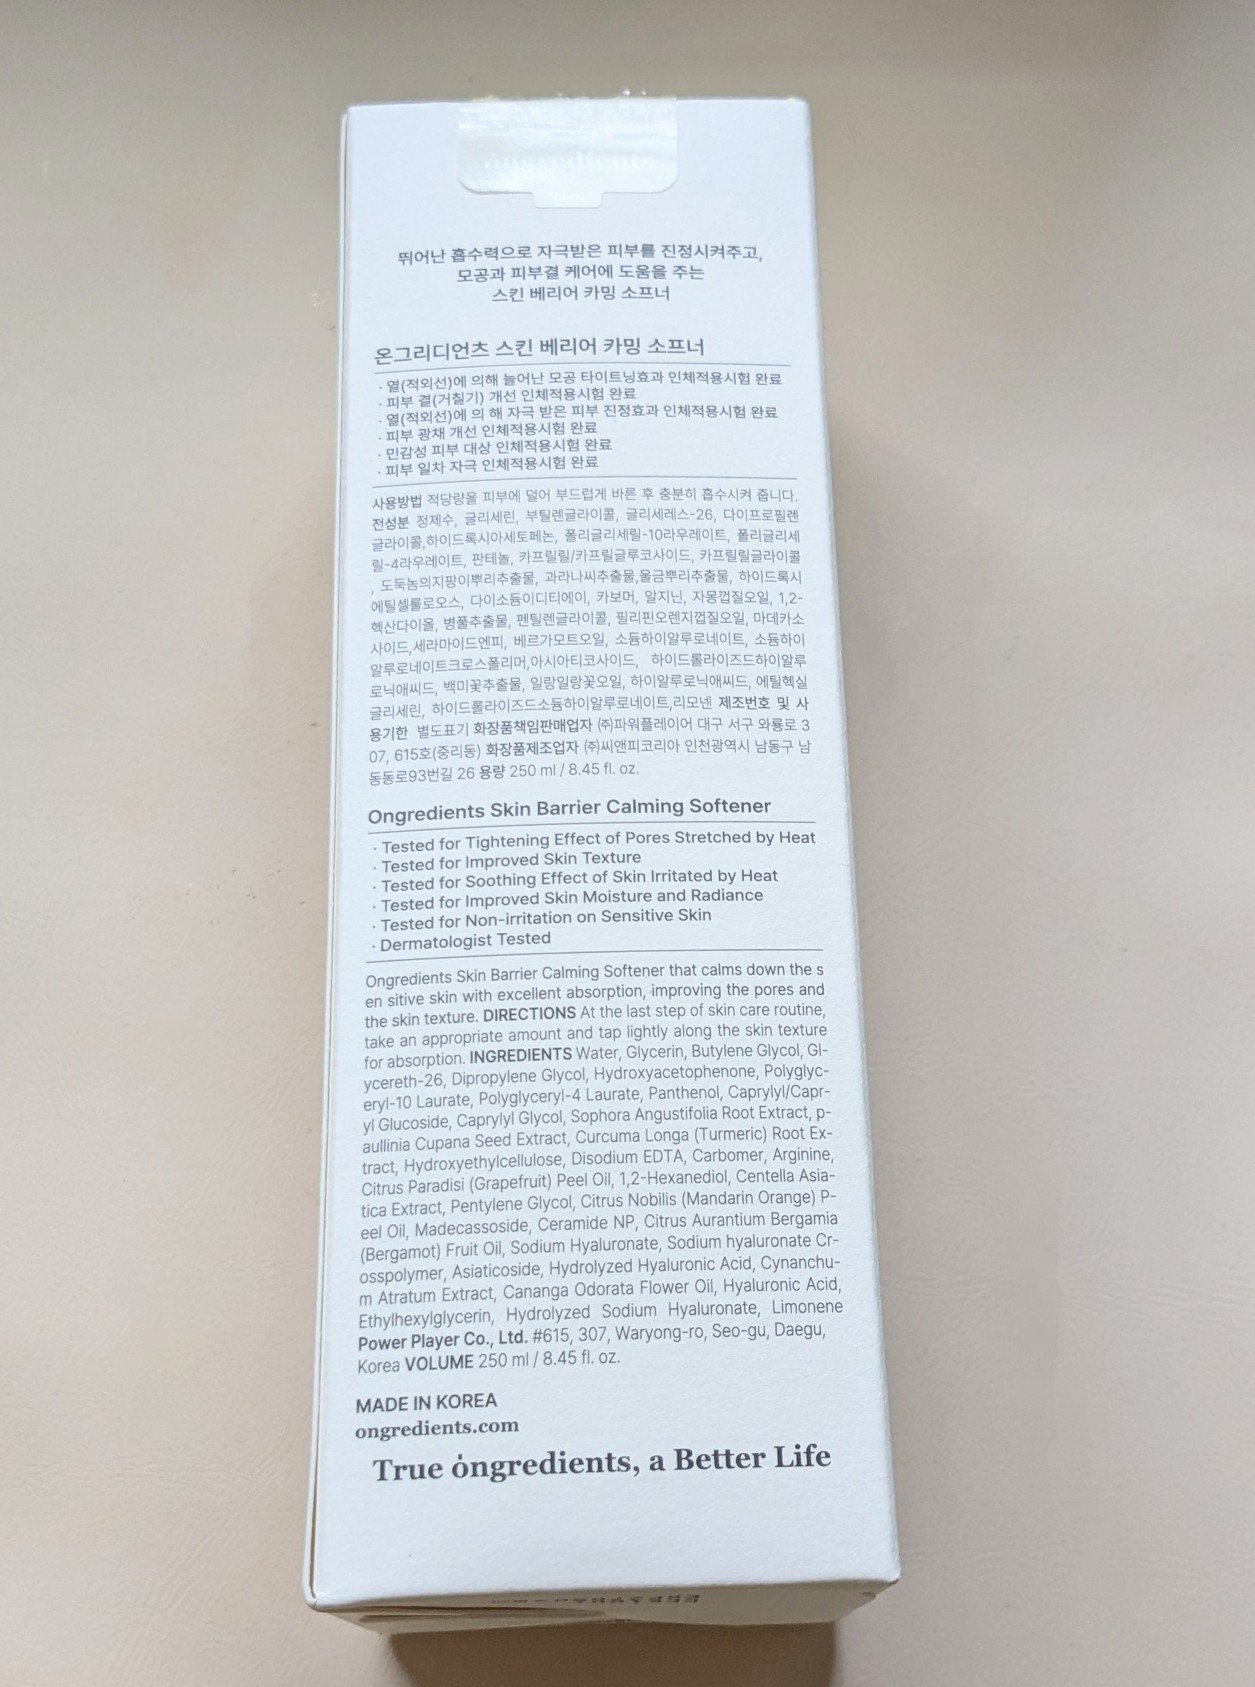 ongredients
뛰어난 흡수력으로 자극받은 피부를 진정시켜주고,
모공과 피부결 케어에 도움을 주는
스킨 베리어 카밍 소프너
온그리디언츠 스킨 베리어 카밍 소프너
· 열(적외선)에 의해 늘어난 모공 타이트닝효과 인체적용시험 완료
· 피부 결(거칠기) 개선 인체적용시험 완료
· 열(적외선)에 의 해 자극 받은 피부 진정효과 인체적용시험 완료
· 피부 광채 개선 인체적용시험 완료
· 민감성 피부 대상 인체적용시험 완료
· 피부 일차 자극 인체적용시험 완료
사용방법 적당량을 피부에 덜어 부드럽게 바른 후 충분히 흡수시켜 줍니다.
전성분 정제수, 글리세린, 부틸렌글라이콜, 글리세레스-26, 다이프로필렌
글라이콜,하이드록시아세토페논, 폴리글리세릴-10라우레이트, 폴리글리세
릴-4라우레이트, 판테놀, 카프릴릴/카프릴글루코사이드, 카프릴릴글라이콜
, 도둑놈의지팡이뿌리추출물, 과라나씨추출물,울금뿌리추출물, 하이드록시
에틸셀룰로오스, 다이소듐이디티에이, 카보머, 알지닌, 자몽껍질오일, 1,2-
헥산다이올, 병풀추출물, 펜틸렌글라이콜, 필리핀오렌지껍질오일, 마데카소
사이드,세라마이드엔피, 베르가모트오일, 소듐하이알루로네이트, 소듐하이
알루로네이트크로스폴리머,아시아티코사이드, 하이드롤라이즈드하이알루
로닉애씨드, 백미꽃추출물, 일랑일랑꽃오일, 하이알루로닉애씨드, 에틸헥실
글리세린, 하이드롤라이즈드소듐하이알루로네이트,리모넨 제조번호 및 사
용기한 별도표기 화장품책임판매업자 ㈜파워플레이어 대구 서구 와룡로 3
07, 615호(중리동) 화장품제조업자 ㈜씨앤피코리아 인천광역시 남동구 남
동동로93번길 26 용량 250 ml / 8.45 fl. oz.
Ongredients Skin Barrier Calming Softener
· Tested for Tightening Effect of Pores Stretched by Heat
· Tested for Improved Skin Texture
· Tested for Soothing Effect of Skin Irritated by Heat
· Tested for Improved Skin Moisture and Radiance
· Tested for Non-irritation on Sensitive Skin
· Dermatologist Tested
Ongredients Skin Barrier Calming Softener that calms down the s
en sitive skin with excellent absorption, improving the pores and
the skin texture. DIRECTIONS At the last step of skin care routine,
take an appropriate amount and tap lightly along the skin texture
for absorption. INGREDIENTS Water, Glycerin, Butylene Glycol, Gl-
ycereth-26, Dipropylene Glycol, Hydroxyacetophenone, Polyglyc-
eryl-10 Laurate, Polyglyceryl-4 Laurate, Panthenol, Caprylyl/Capr-
yl Glucoside, Caprylyl Glycol, Sophora Angustifolia Root Extract, p-
aullinia Cupana Seed Extract, Curcuma Longa (Turmeric) Root Ex-
tract, Hydroxyethylcellulose, Disodium EDTA, Carbomer, Arginine,
Citrus Paradisi (Grapefruit) Peel Oil, 1,2-Hexanediol, Centella Asia-
tica Extract, Pentylene Glycol, Citrus Nobilis (Mandarin Orange) P-
eel Oil, Madecassoside, Ceramide NP, Citrus Aurantium Bergamia
(Bergamot) Fruit Oil, Sodium Hyaluronate, Sodium hyaluronate Cr-
osspolymer, Asiaticoside, Hydrolyzed Hyaluronic Acid, Cynanchu-
m Atratum Extract, Cananga Odorata Flower Oil, Hyaluronic Acid,
Ethylhexylglycerin, Hydrolyzed Sodium Hyaluronate, Limonene
Power Player Co., Ltd. #615, 307, Waryong-ro, Seo-gu, Daegu,
Korea VOLUME 250 ml / 8.45 fl. oz.
MADE IN KOREA
ongredients.com
True ȯngredients, a Better Life